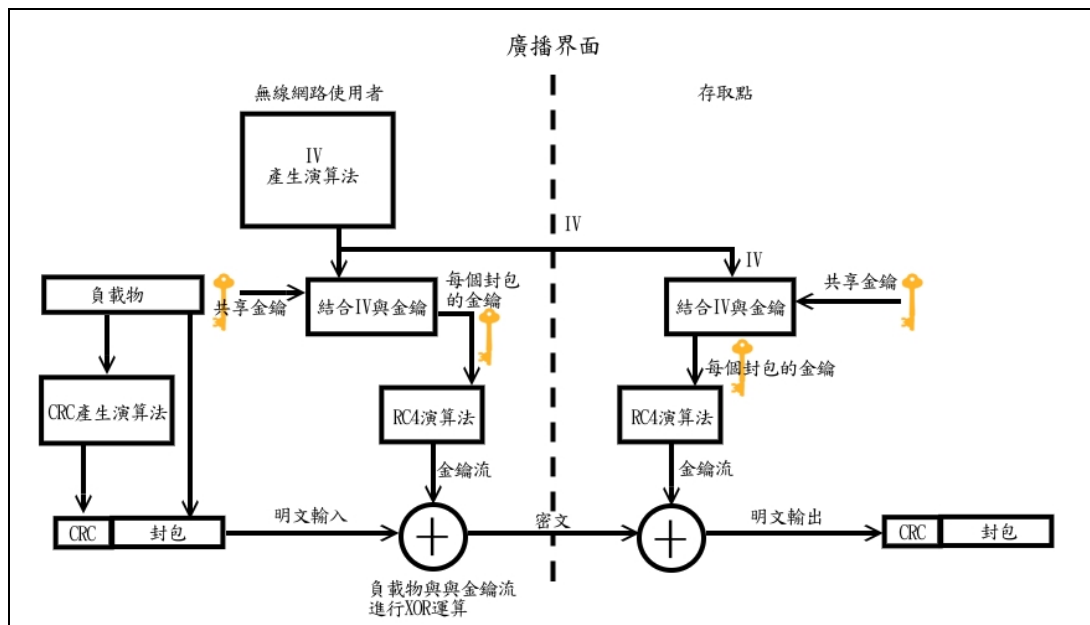 廣播界面
無線網路使用者
存取點
IV
產生演算法
IV
IV
負載物
共享金鑰
結合IV與金鑰
每個封包
的金鑰
結合IV與金鑰
共享金鑰
每個封包的金鑰
CRC產生演算法
RC4演算法
RC4演算法
金鑰流
金鑰流
CRC
封包
明文輸入
密文
明文輸出
CRC
封包
負載物與與金鑰流
進行XOR運算